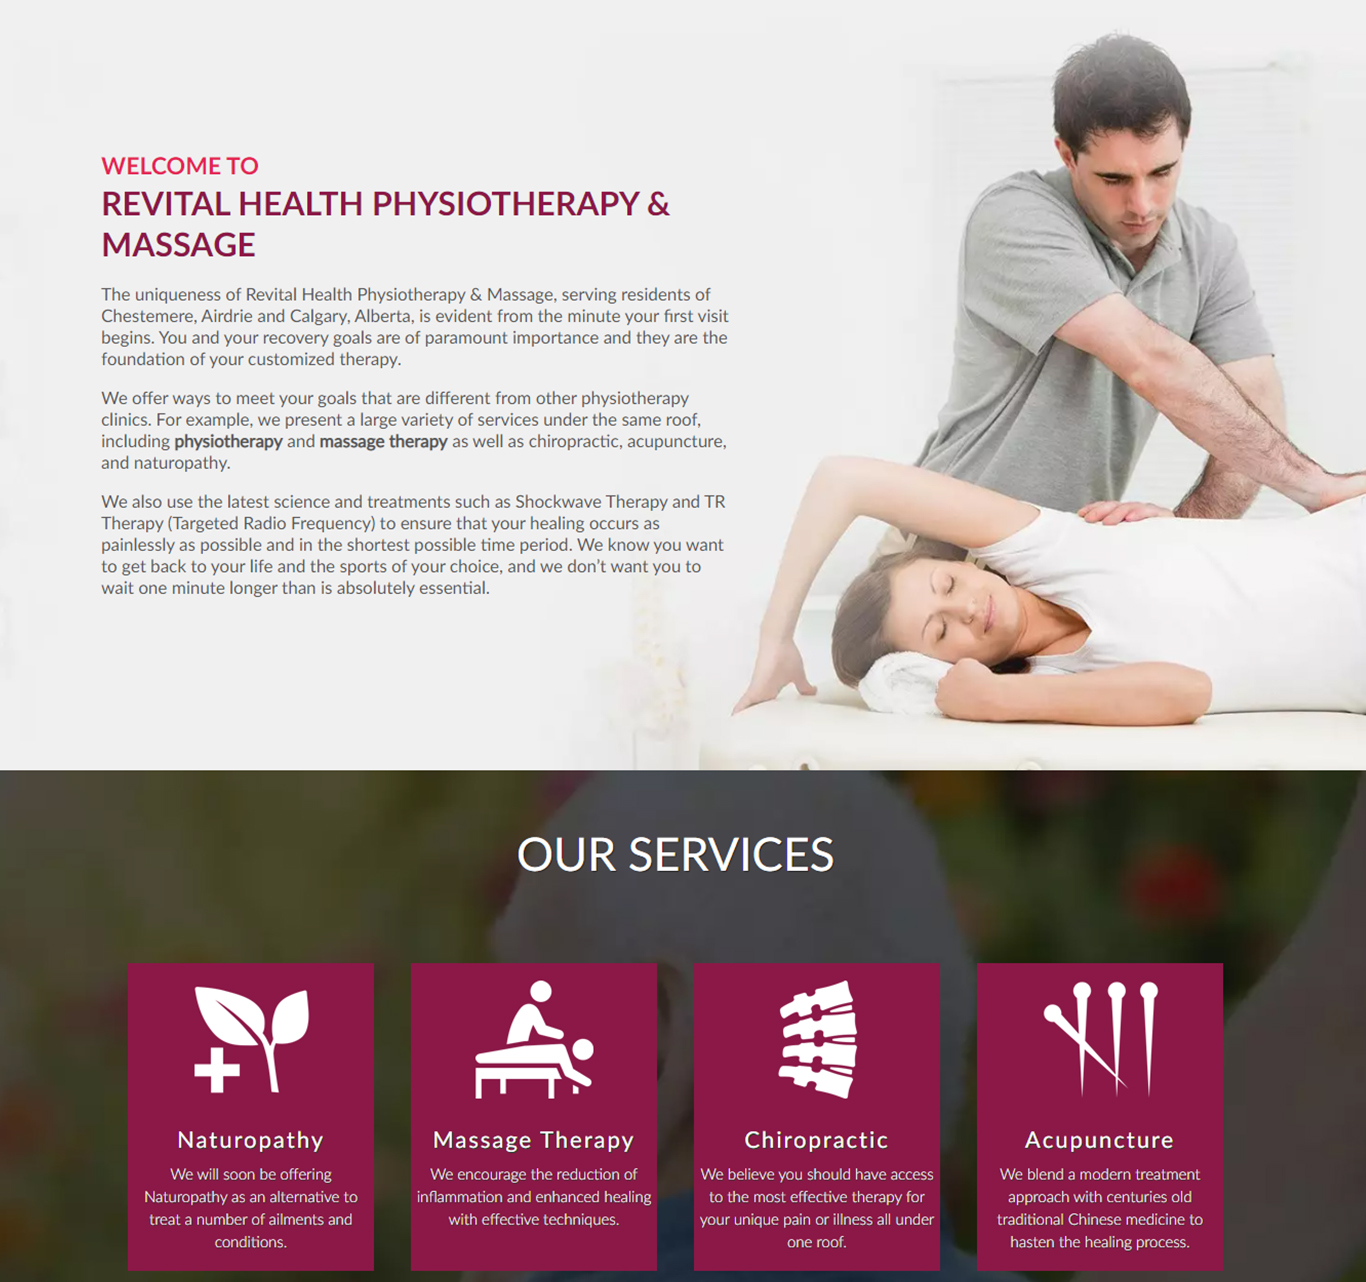 WELCOME TO
REVITAL HEALTH PHYSIOTHERAPY &
MASSAGE
The uniqueness of Revital Health Physiotherapy & Massage, serving residents of
Chestemere, Airdrie and Calgary, Alberta, is evident from the minute your first visit
begins. You and your recovery goals are of paramount importance and they are the
foundation of your customized therapy.
We offer ways to meet your goals that are different from other physiotherapy
clinics. For example, we present a large variety of services under the same roof,
including physiotherapy and massage therapy as well as chiropractic, acupuncture,
and naturopathy.
We also use the latest science and treatments such as Shockwave Therapy and TR
Therapy (Targeted Radio Frequency) to ensure that your healing occurs as
painlessly as possible and in the shortest possible time period. We know you want
to get back to your life and the sports of your choice, and we don't want you to
wait one minute longer than is absolutely essential.
OUR SERVICES
Naturopathy
We will soon be offering
Naturopathy as an alternative to
treat a number of ailments and
conditions.
Massage Therapy
We encourage the reduction of
inflammation and enhanced healing
with effective techniques.
Chiropractic
We believe you should have access
to the most effective therapy for
your unique pain or illness all under
one roof.
Acupuncture
We blend a modern treatment
approach with centuries old
traditional Chinese medicine to
hasten the healing process.